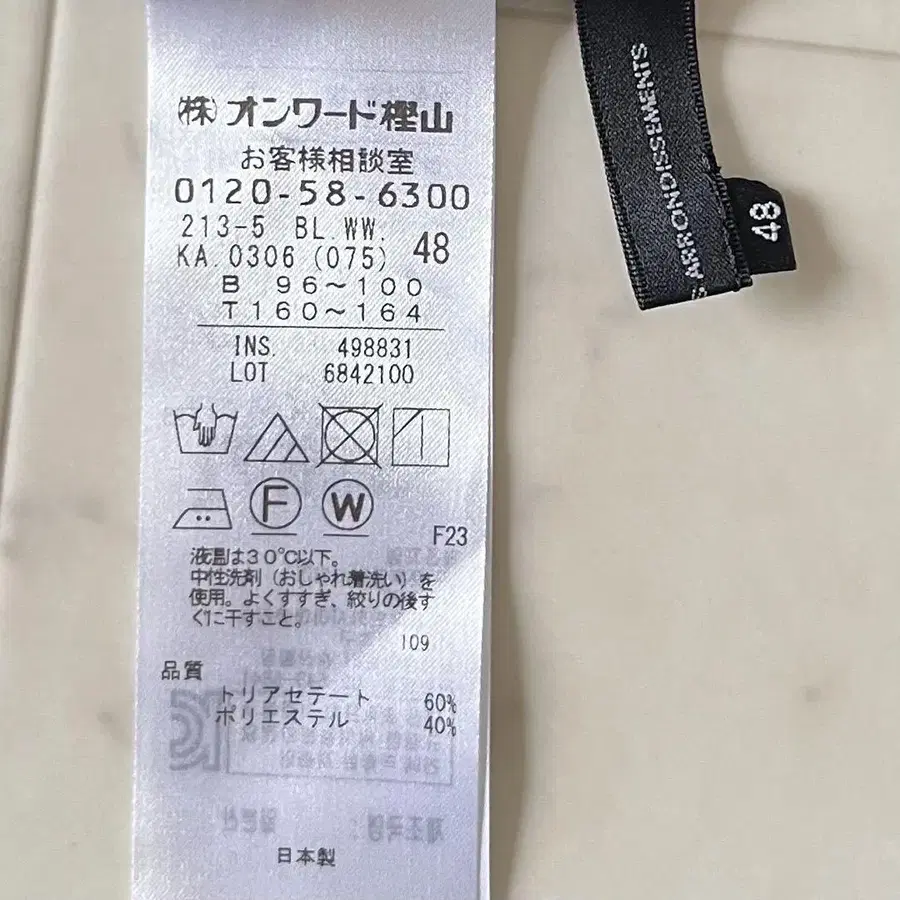 (株)オンワード樫山
お客様相談室
0120-58-6300
213-5 BL.WW.
KA.0306 (075) 48
B 96～100
T160～164
INS. 498831
LOT 6842100
F
W
F23
液温は30℃以下。
中性洗剤（おしゃれ着洗い）を
使用。よくすすぎ、絞りの後す
ぐに干すこと。
109
品質
トリアセテート 60%
ポリエステル 40%
日本製
S ARRONDISSEMENTS
48